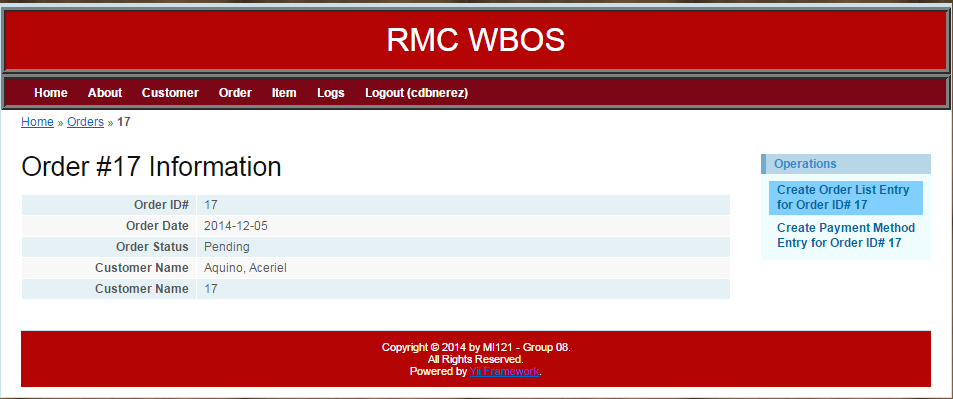 RMC WBOS
Home About Customer Order Item Logs Logout (cdbnerez)
Home » Orders » 17
Order #17 Information
Order ID# 17
Order Date 2014-12-05
Order Status Pending
Customer Name Aquino, Aceriel
Customer Name 17
Operations
Create Order List Entry
for Order ID# 17
Create Payment Method
Entry for Order ID# 17
Copyright © 2014 by MI121 - Group 08.
All Rights Reserved.
Powered by Yii Framework.